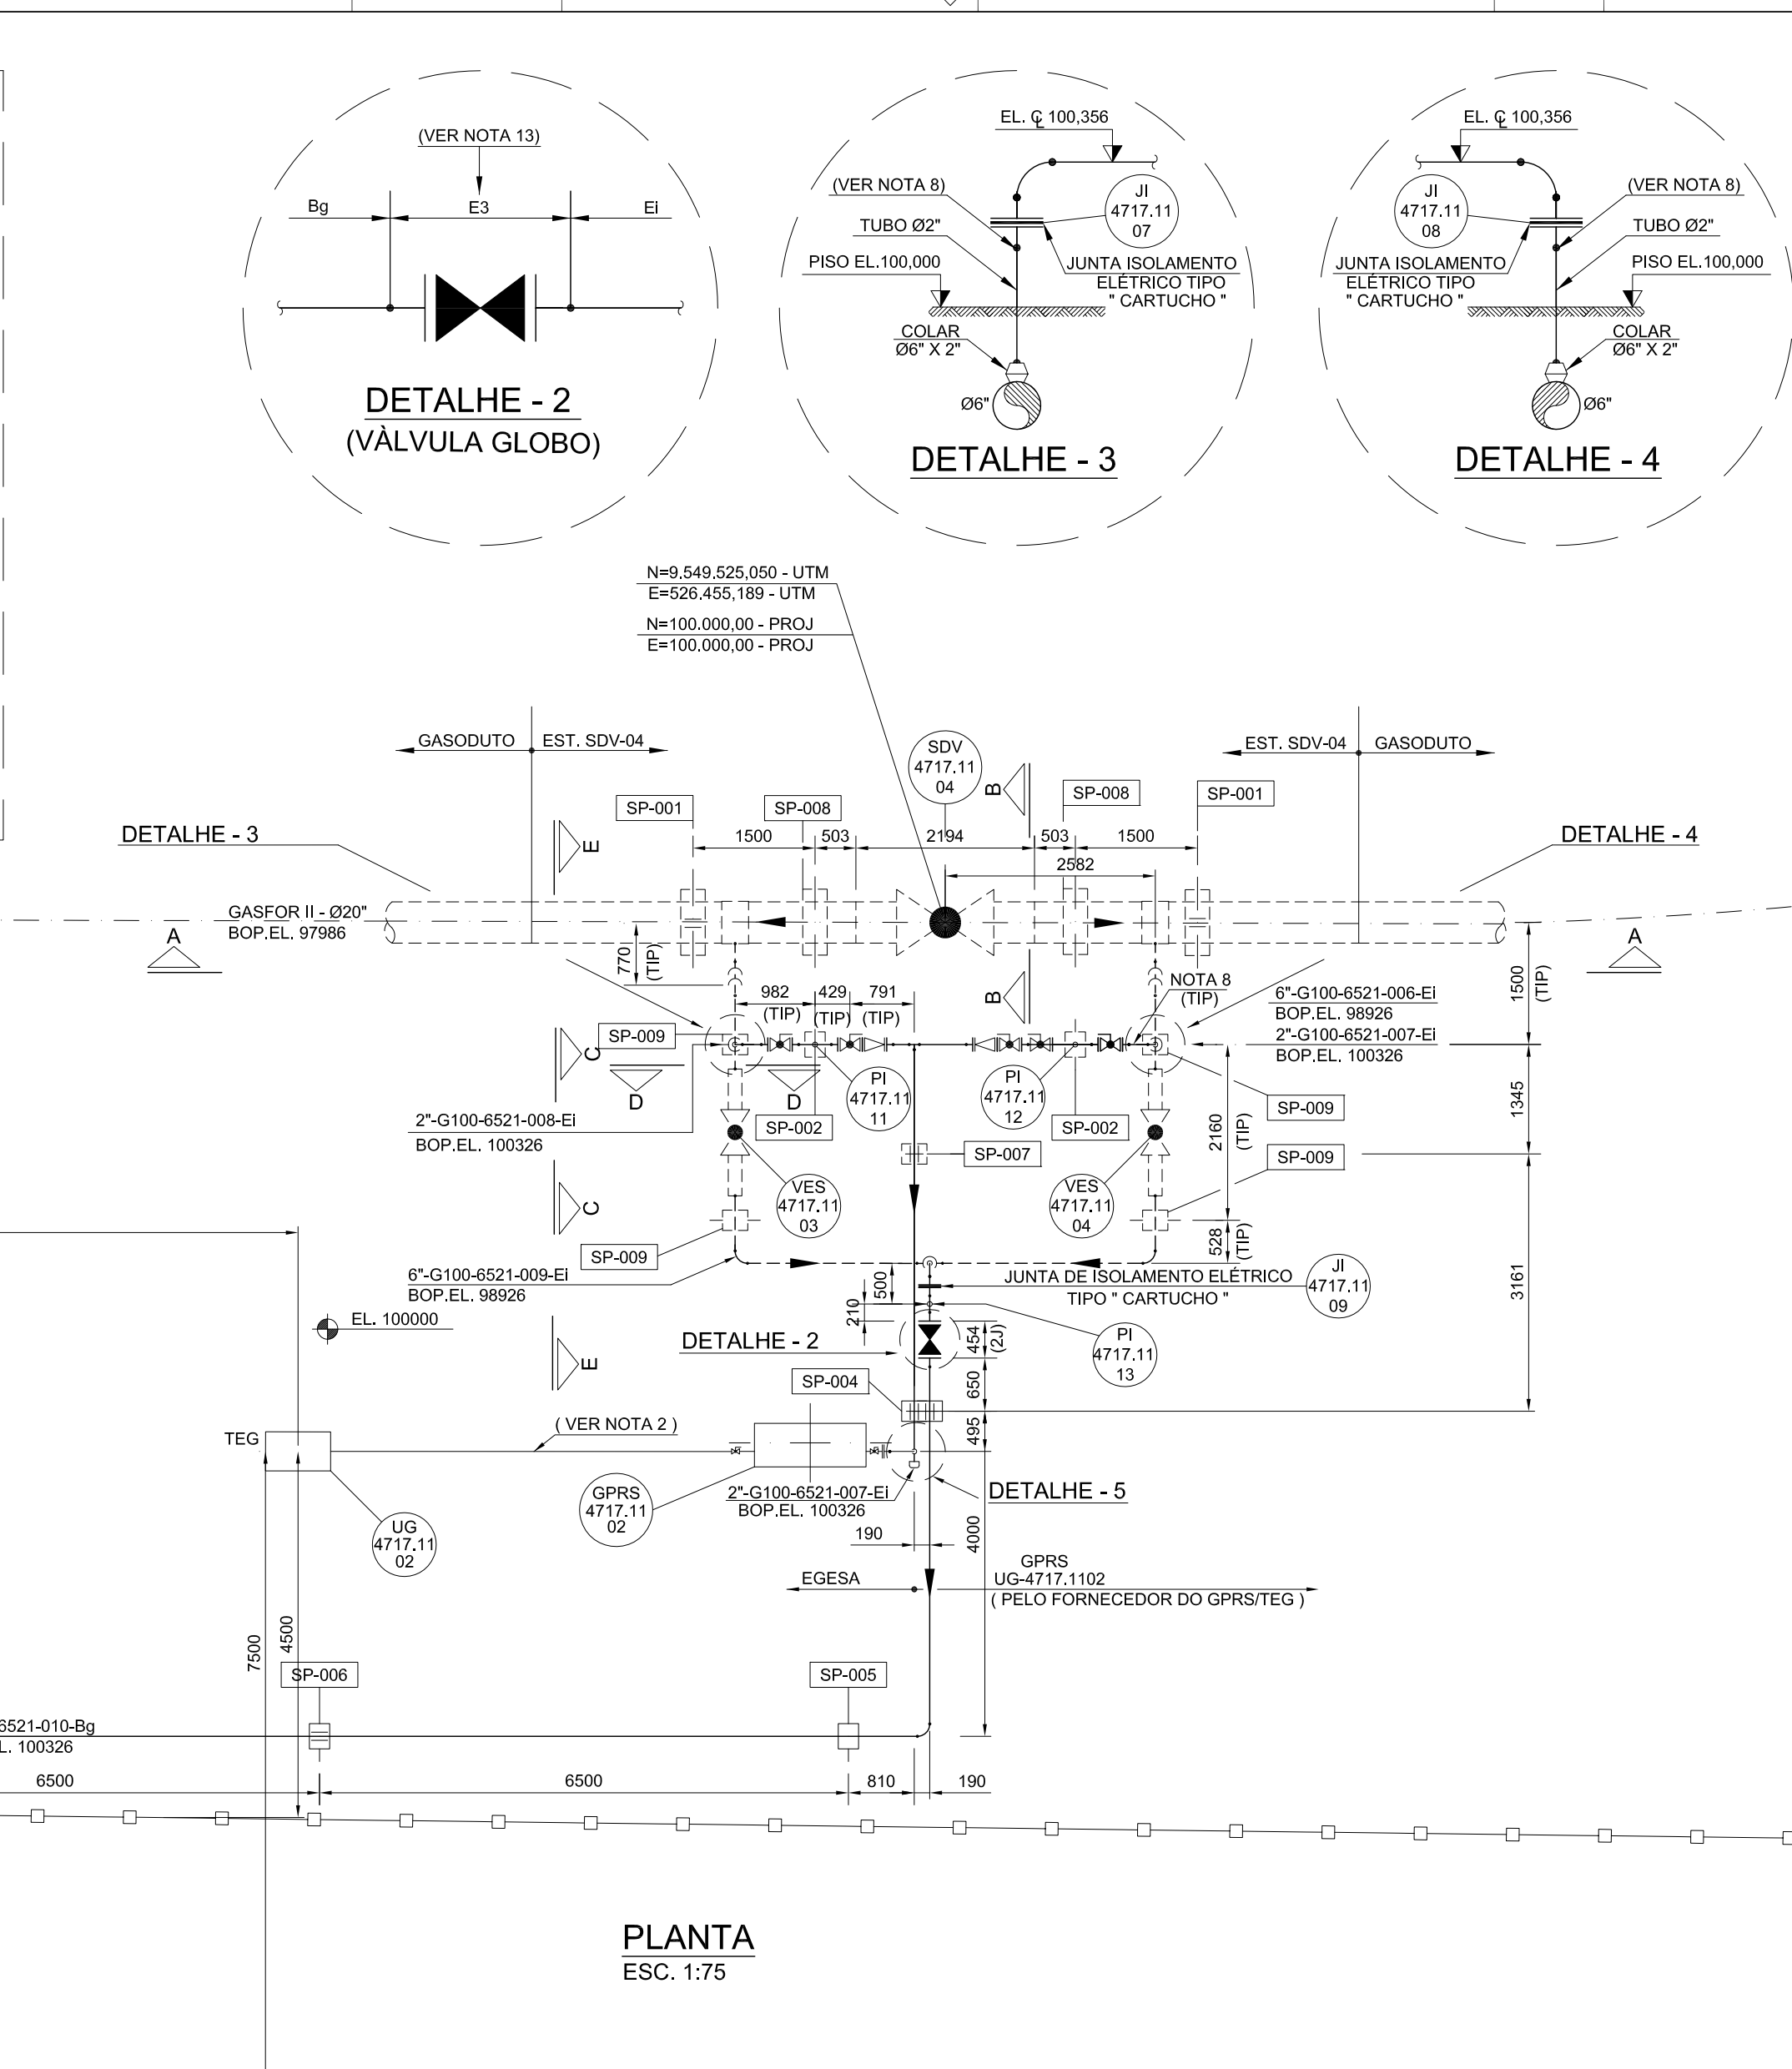 (VER NOTA 13)
Bg
E3
Ei
DETALHE - 2
(VÀLVULA GLOBO)
EL. ℄ 100,356
(VER NOTA 8)
JI
4717.11
07
TUBO Ø2"
PISO EL.100,000
JUNTA ISOLAMENTO
ELÉTRICO TIPO
" CARTUCHO "
COLAR
Ø6" X 2"
Ø6"
DETALHE - 3
EL. ℄ 100,356
JI
4717.11
08
(VER NOTA 8)
TUBO Ø2"
PISO EL.100,000
JUNTA ISOLAMENTO
ELÉTRICO TIPO
" CARTUCHO "
COLAR
Ø6" X 2"
Ø6"
DETALHE - 4
N=9.549.525,050 - UTM
E=526.455,189 - UTM
N=100.000,00 - PROJ
E=100.000,00 - PROJ
GASODUTO
EST. SDV-04
SDV
4717.11
04
EST. SDV-04
GASODUTO
SP-001
SP-008
B
SP-008
SP-001
DETALHE - 3
E
1500
503
2194
503
1500
2582
DETALHE - 4
GASFOR II - Ø20"
BOP.EL. 97986
A
A
770
(TIP)
1500
(TIP)
982
(TIP)
429
(TIP)
791
(TIP)
B
NOTA 8
(TIP)
6"-G100-6521-006-Ei
BOP.EL. 98926
2"-G100-6521-007-Ei
BOP.EL. 100326
SP-009
C
D
D
PI
4717.11
11
PI
4717.11
12
SP-009
1345
2"-G100-6521-008-Ei
BOP.EL. 100326
SP-002
SP-002
2160
(TIP)
SP-007
SP-009
C
VES
4717.11
03
VES
4717.11
04
SP-009
528
(TIP)
6"-G100-6521-009-Ei
BOP.EL. 98926
500
JUNTA DE ISOLAMENTO ELÉTRICO
TIPO " CARTUCHO "
JI
4717.11
09
3161
210
EL. 100000
DETALHE - 2
454
(2J)
PI
4717.11
13
E
SP-004
650
TEG
( VER NOTA 2 )
495
GPRS
4717.11
02
2"-G100-6521-007-Ei
BOP.EL. 100326
DETALHE - 5
UG
4717.11
02
190
4000
EGESA
GPRS
UG-4717.1102
( PELO FORNECEDOR DO GPRS/TEG )
7500
4500
SP-006
SP-005
6521-010-Bg
L. 100326
6500
6500
810
190
PLANTA
ESC. 1:75